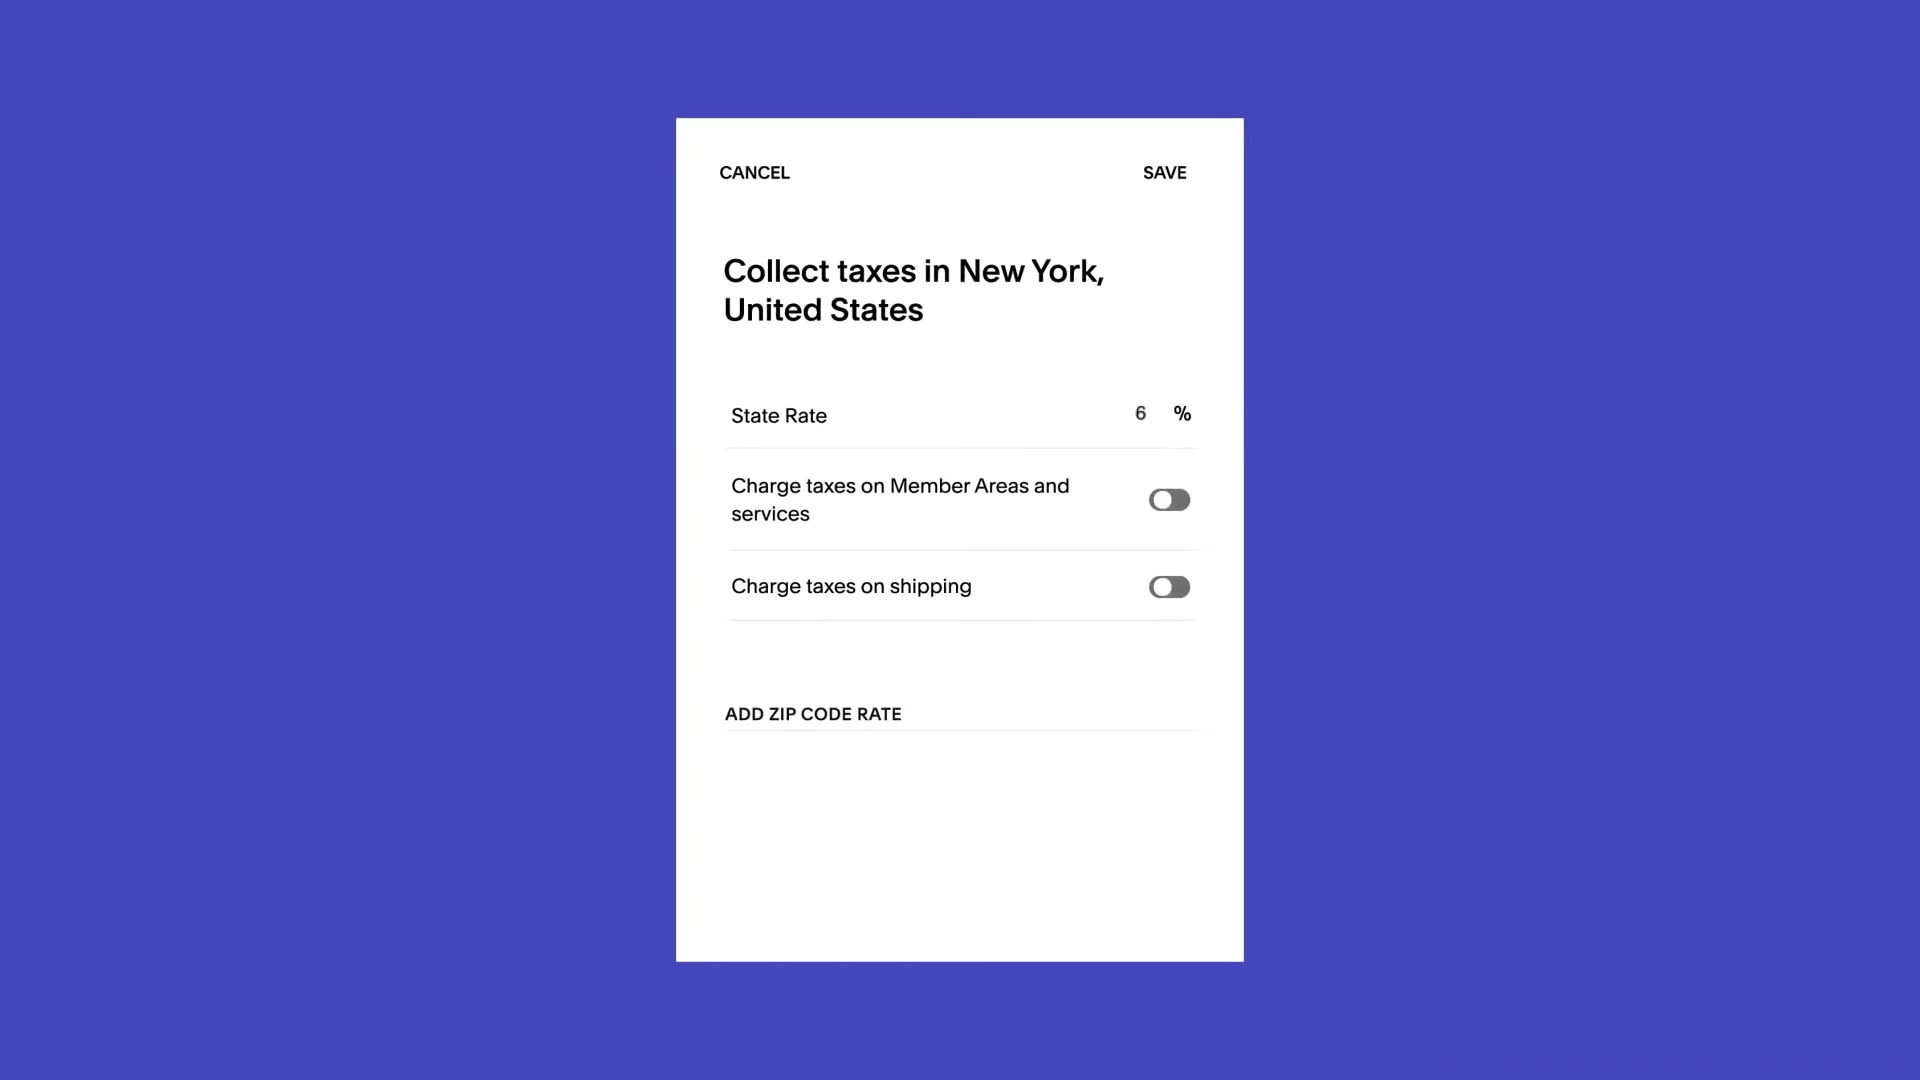 CANCEL
SAVE
Collect taxes in New York,
United States
State Rate
6 %
Charge taxes on Member Areas and
services
Charge taxes on shipping
ADD ZIP CODE RATE